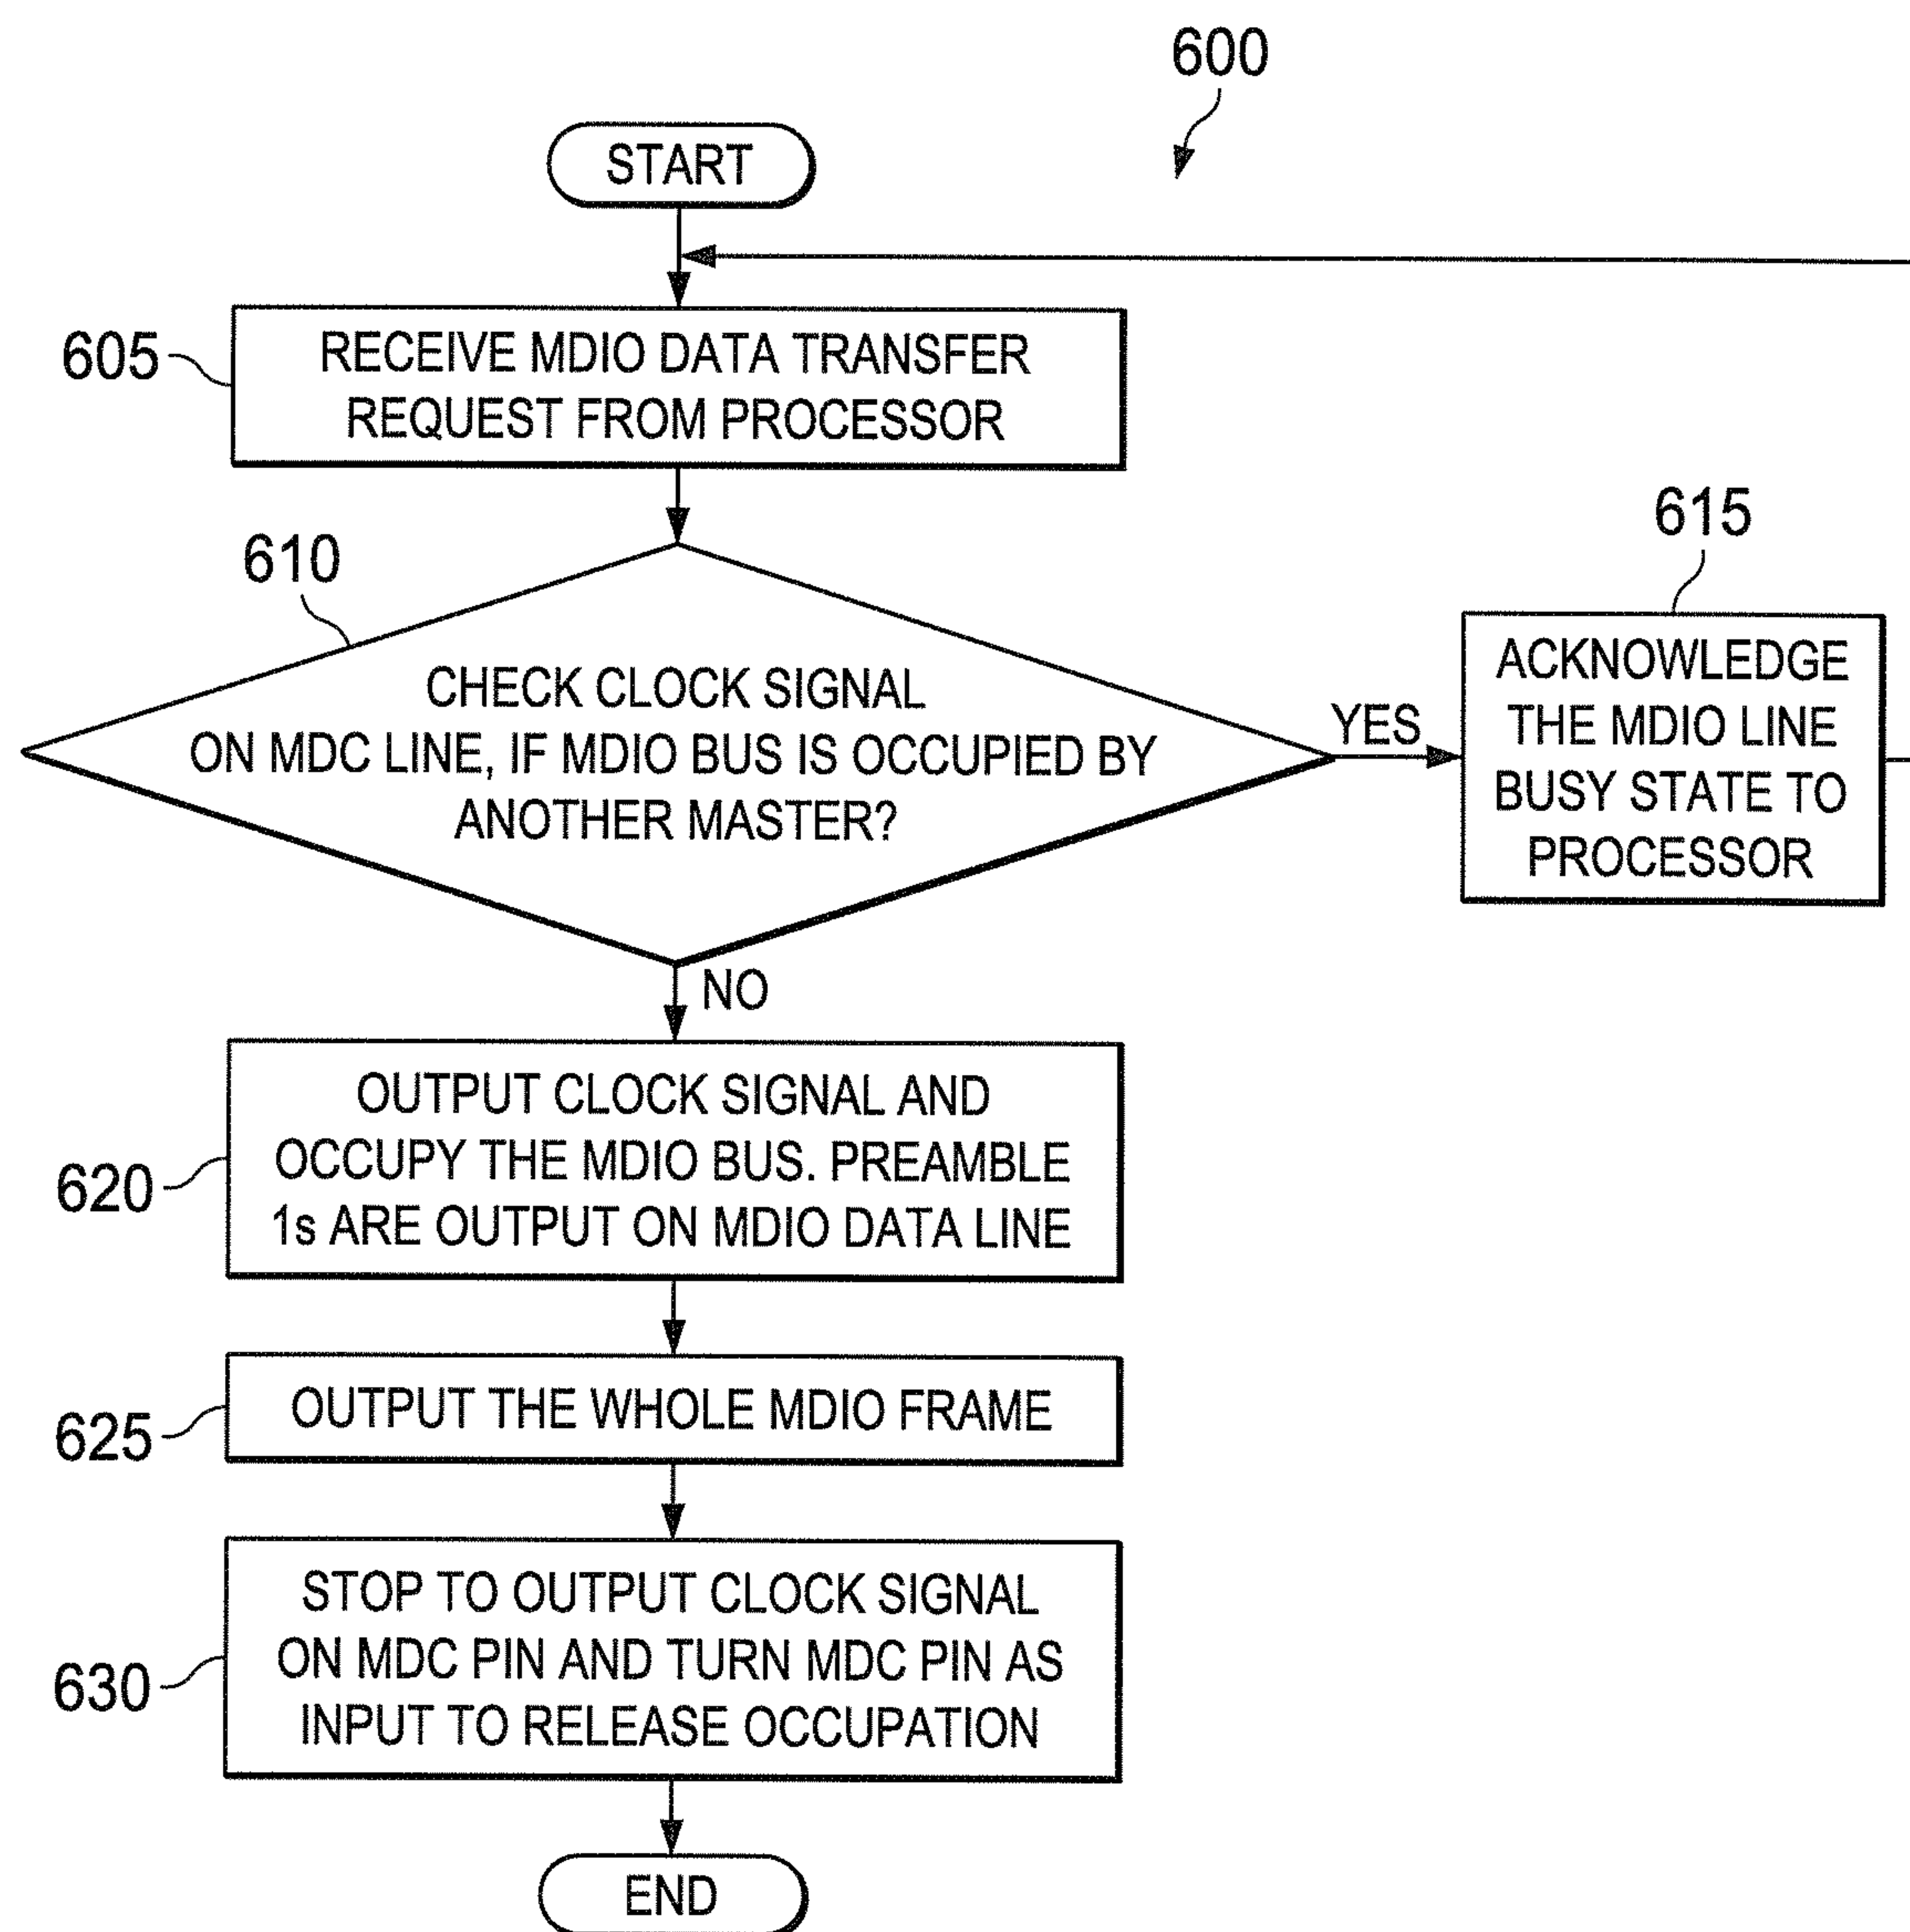 600
START
605
RECEIVE MDIO DATA TRANSFER
REQUEST FROM PROCESSOR
610
CHECK CLOCK SIGNAL
ON MDC LINE, IF MDIO BUS IS OCCUPIED BY
ANOTHER MASTER?
YES
615
ACKNOWLEDGE
THE MDIO LINE
BUSY STATE TO
PROCESSOR
NO
620
OUTPUT CLOCK SIGNAL AND
OCCUPY THE MDIO BUS. PREAMBLE
1s ARE OUTPUT ON MDIO DATA LINE
625
OUTPUT THE WHOLE MDIO FRAME
630
STOP TO OUTPUT CLOCK SIGNAL
ON MDC PIN AND TURN MDC PIN AS
INPUT TO RELEASE OCCUPATION
END